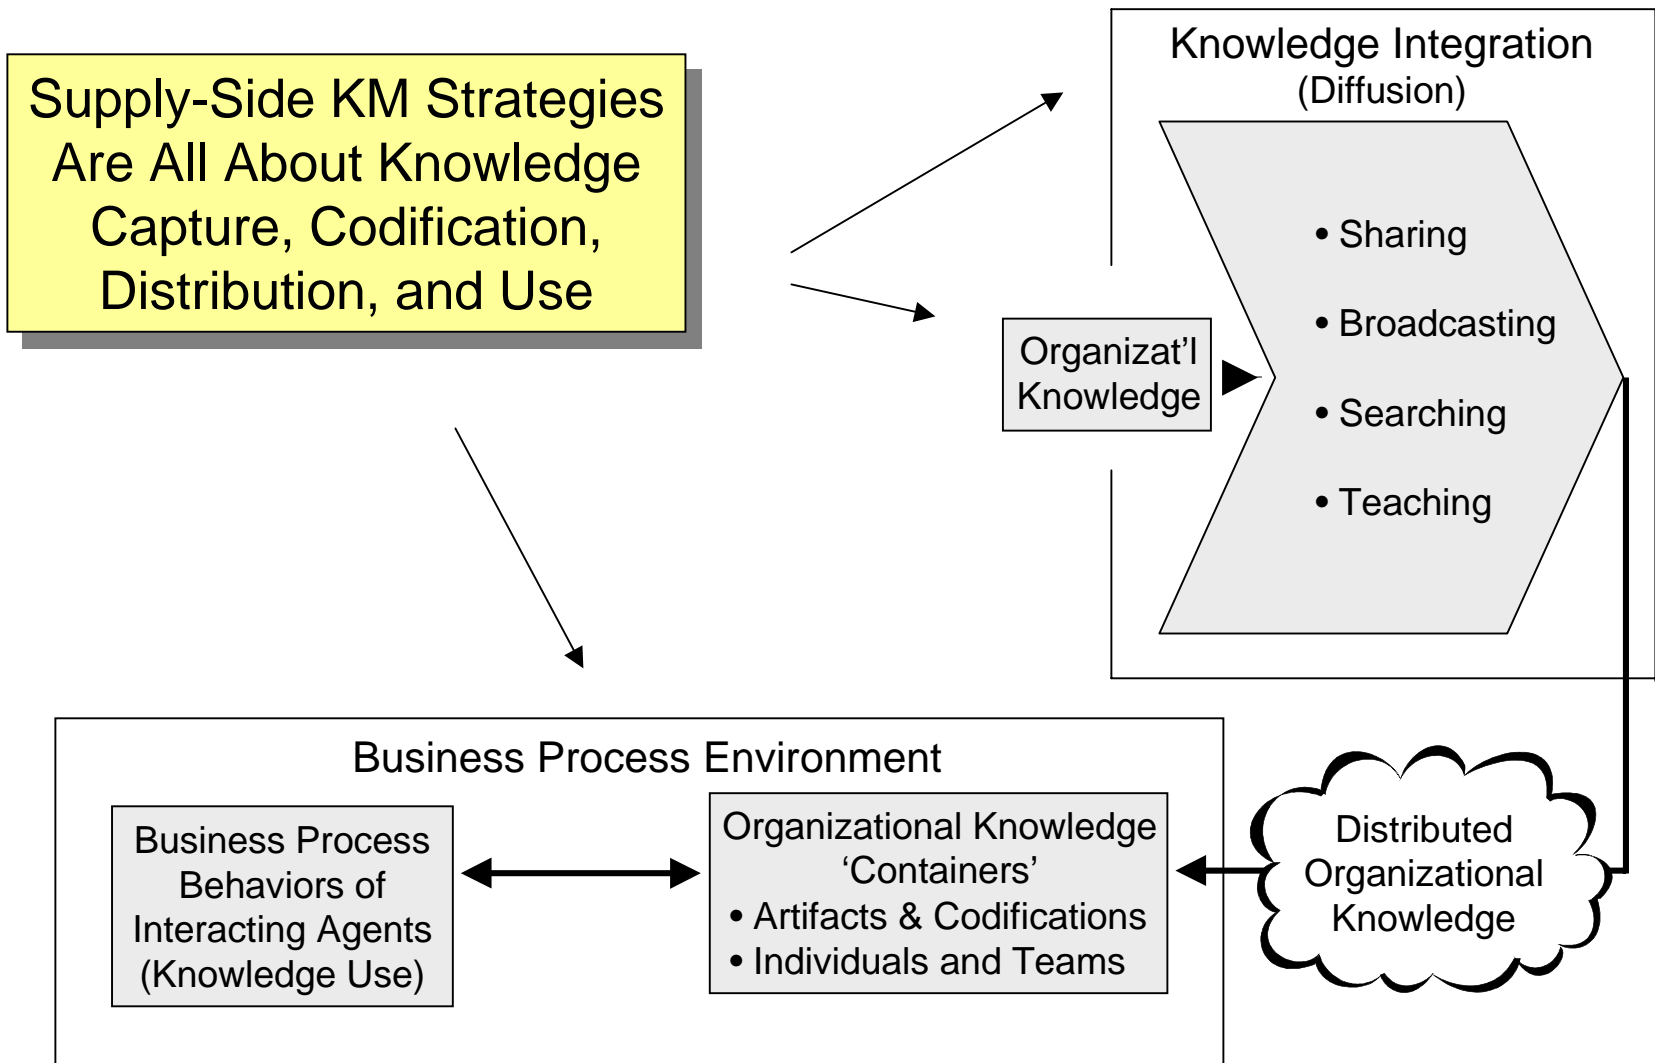 Supply-Side KM Strategies
Are All About Knowledge
Capture, Codification,
Distribution, and Use
Knowledge Integration
(Diffusion)
• Sharing
• Broadcasting
• Searching
• Teaching
Organizat’l
Knowledge
Business Process Environment
Business Process
Behaviors of
Interacting Agents
(Knowledge Use)
Organizational Knowledge
‘Containers’
• Artifacts & Codifications
• Individuals and Teams
Distributed
Organizational
Knowledge